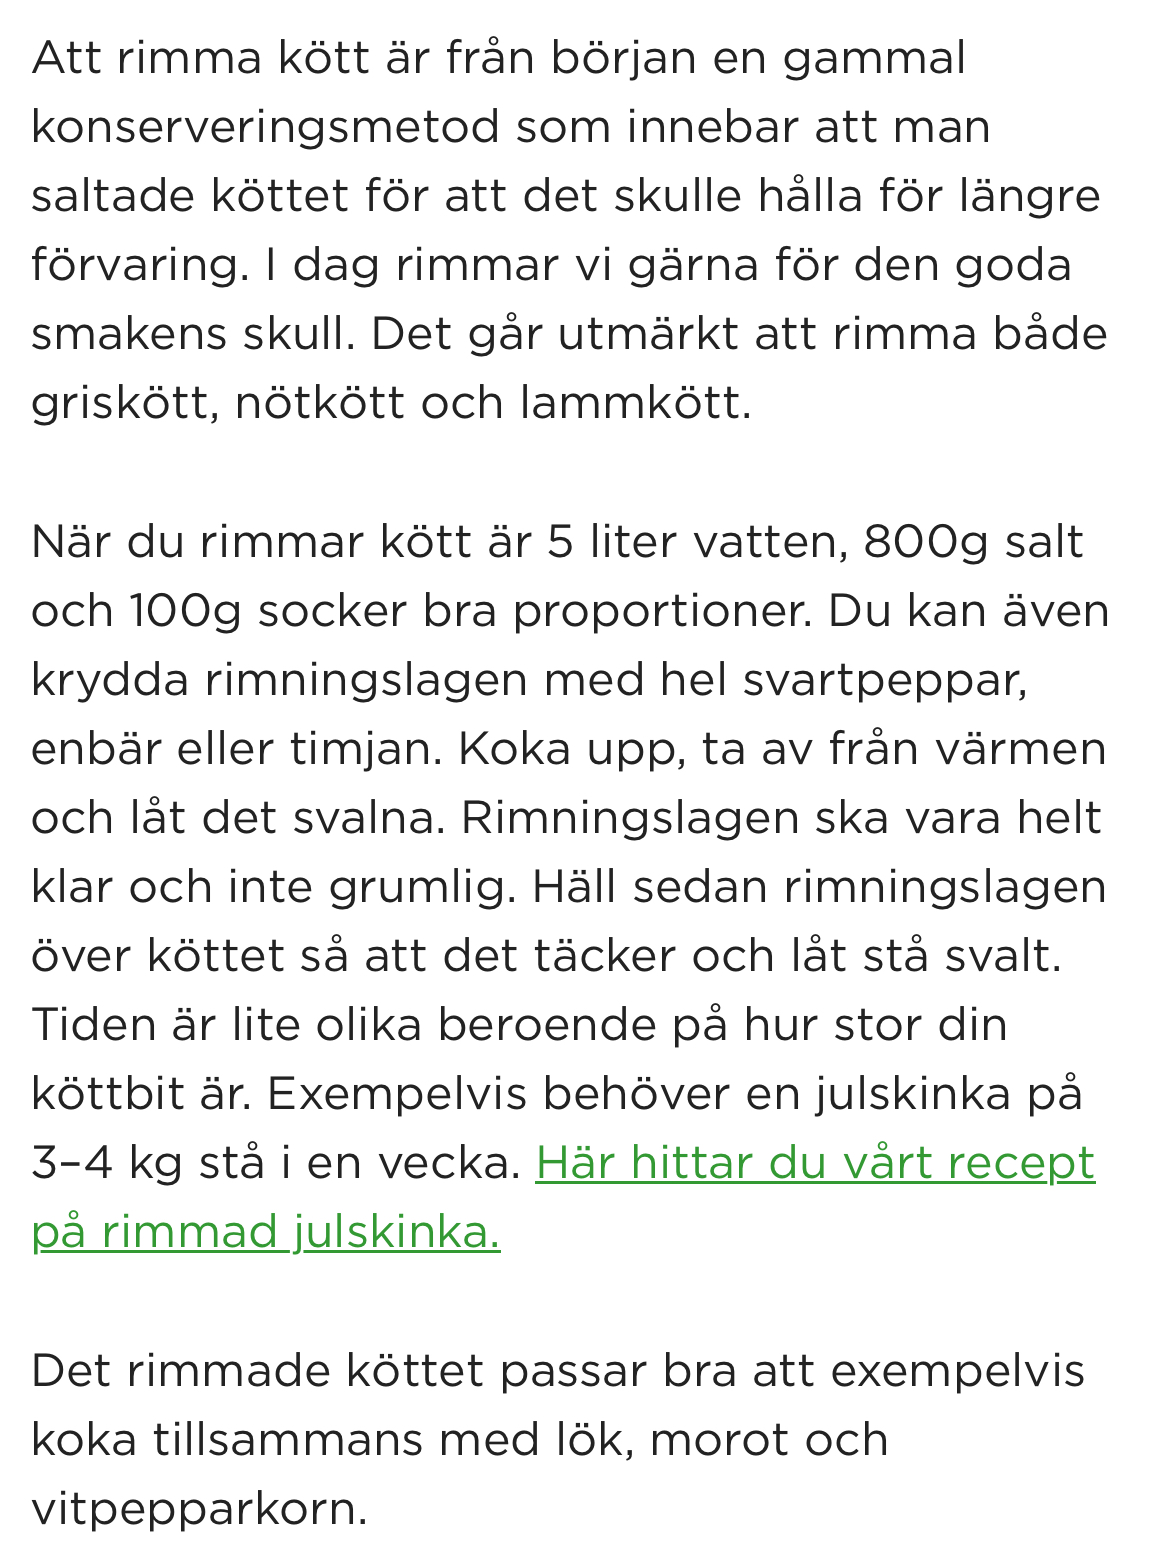 Att rimma kött är från början en gammal
konserveringsmetod som innebar att man
saltade köttet för att det skulle hålla för längre
förvaring. I dag rimmar vi gärna för den goda
smakens skull. Det går utmärkt att rimma både
griskött, nötkött och lammkött.
När du rimmar kött är 5 liter vatten, 800g salt
och 100g socker bra proportioner. Du kan även
krydda rimningslagen med hel svartpeppar,
enbär eller timjan. Koka upp, ta av från värmen
och låt det svalna. Rimningslagen ska vara helt
klar och inte grumlig. Häll sedan rimningslagen
över köttet så att det täcker och låt stå svalt.
Tiden är lite olika beroende på hur stor din
köttbit är. Exempelvis behöver en julskinka på
3–4 kg stå i en vecka. Här hittar du vårt recept
på rimmad julskinka.
Det rimmade köttet passar bra att exempelvis
koka tillsammans med lök, morot och
vitpepparkorn.